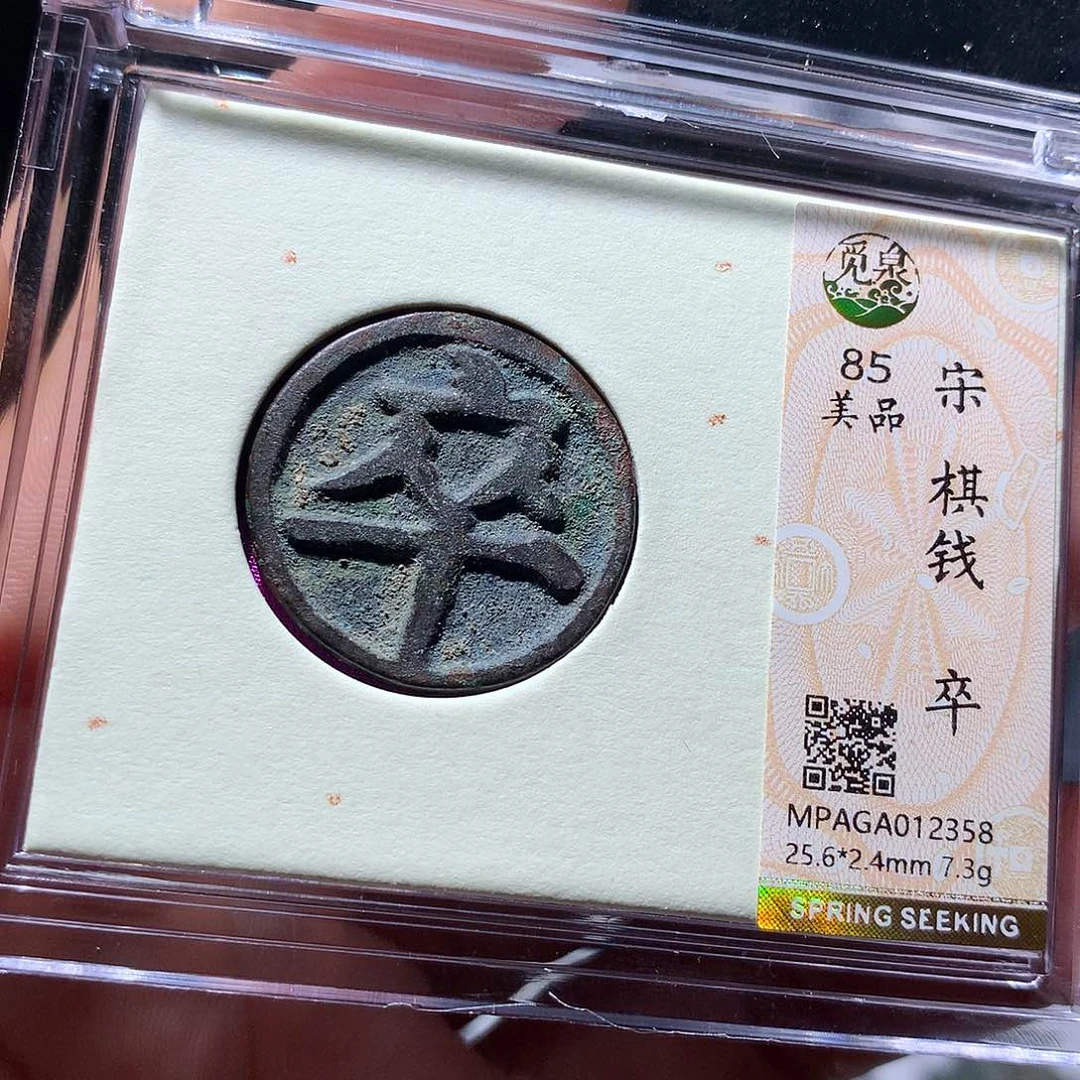 卒
觅泉
85
美品
宋 棋钱 卒
MPAGA012358
25.6*2.4mm 7.3g
SPRING SEEKING